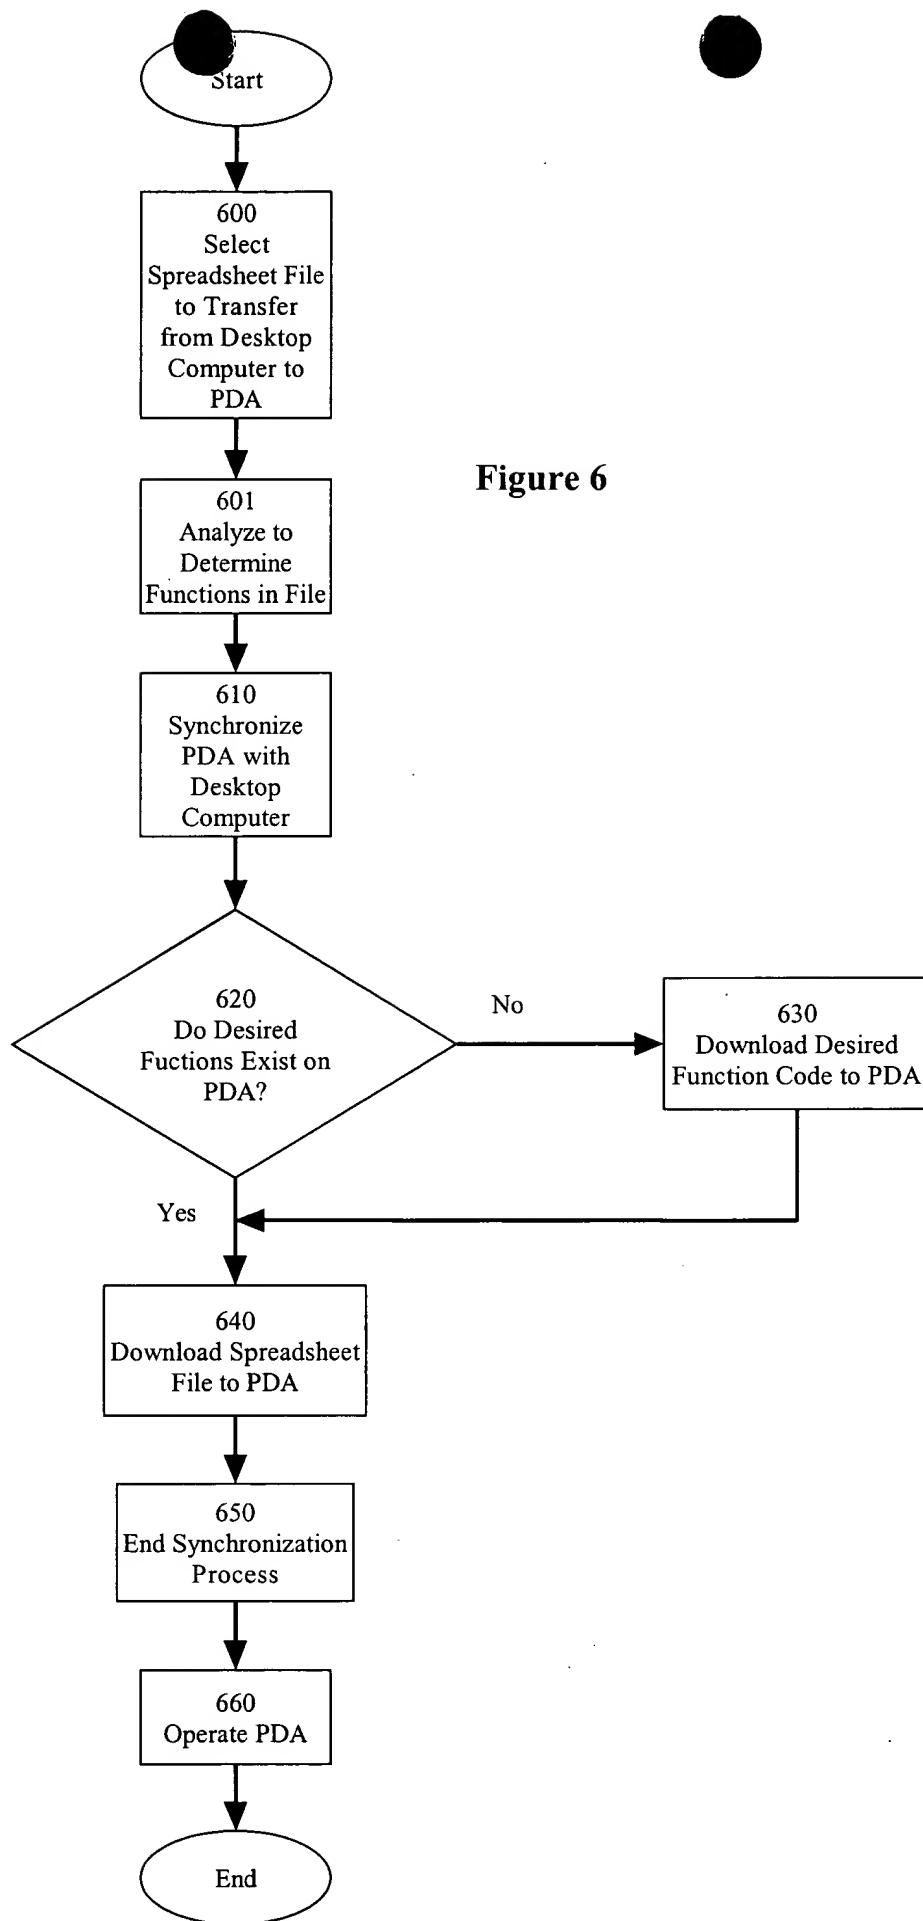 Start
600
Select
Spreadsheet File
to Transfer
from Desktop
Computer to
PDA
Figure 6
601
Analyze to
Determine
Functions in File
610
Synchronize
PDA with
Desktop
Computer
620
Do Desired
Fuctions Exist on
PDA?
No
630
Download Desired
Function Code to PDA
Yes
640
Download Spreadsheet
File to PDA
650
End Synchronization
Process
660
Operate PDA
End